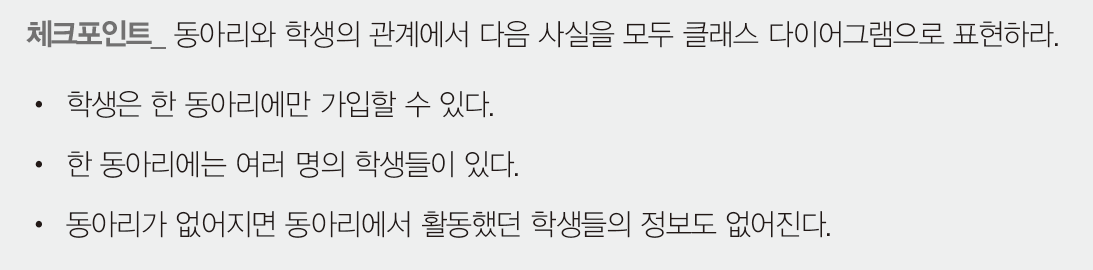 체크포인트_ 동아리와 학생의 관계에서 다음 사실을 모두 클래스 다이어그램으로 표현하라.
• 학생은 한 동아리에만 가입할 수 있다.
• 한 동아리에는 여러 명의 학생들이 있다.
• 동아리가 없어지면 동아리에서 활동했던 학생들의 정보도 없어진다.